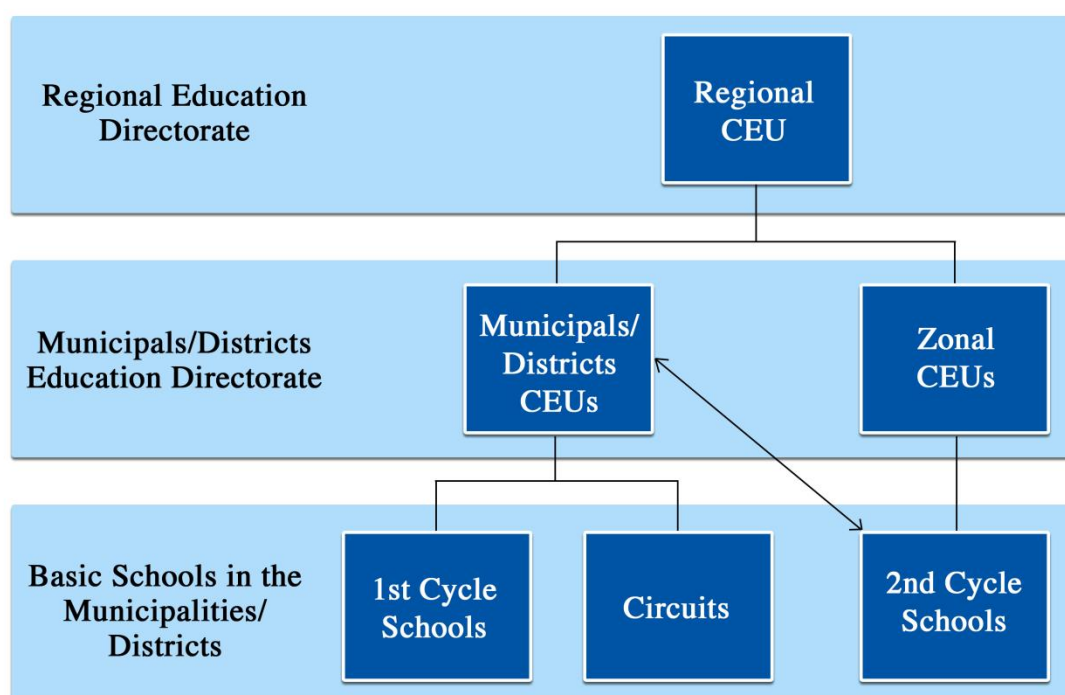 Regional Education
Directorate
Regional
CEU
Municipals/Districts
Education Directorate
Municipals/
Districts
CEUs
Zonal
CEUs
Basic Schools in the
Municipalities/
Districts
1st Cycle
Schools
Circuits
2nd Cycle
Schools